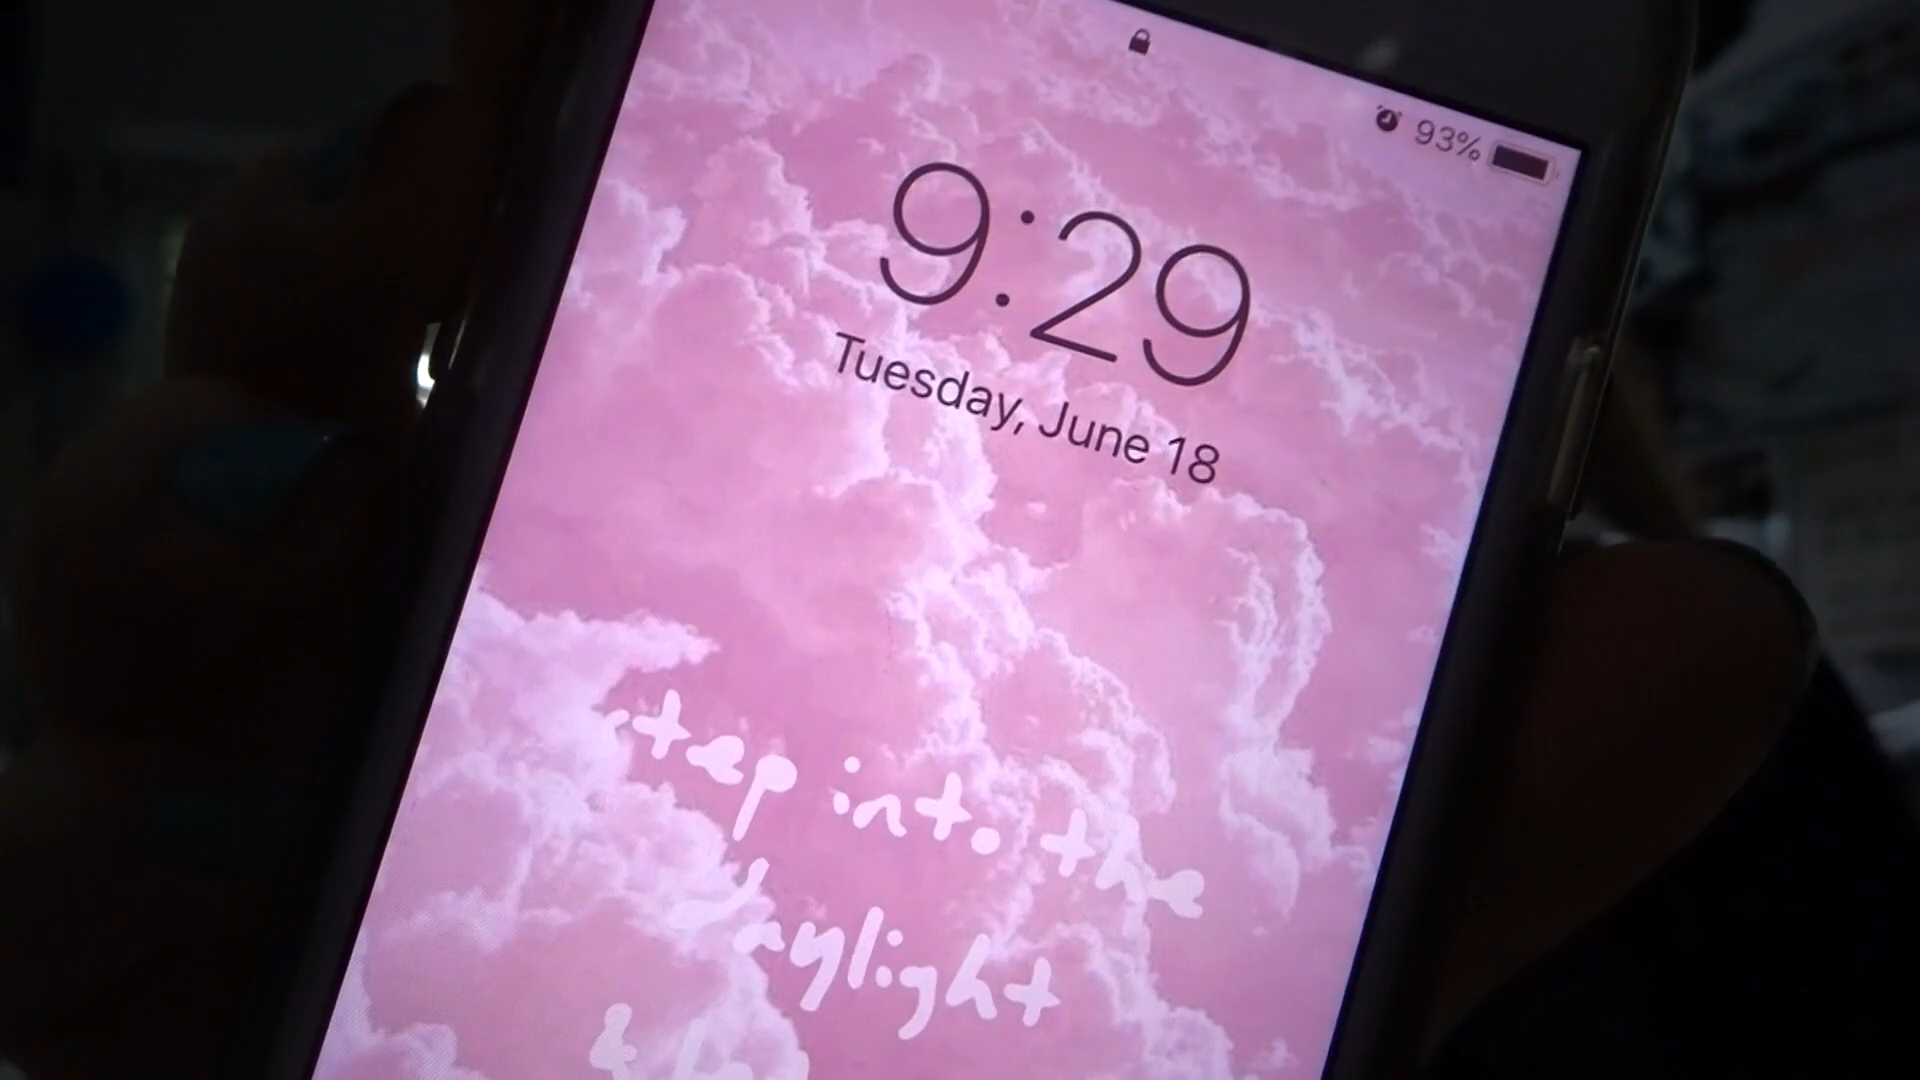 93%
9:29
Tuesday, June 18
step into the
daylight
&